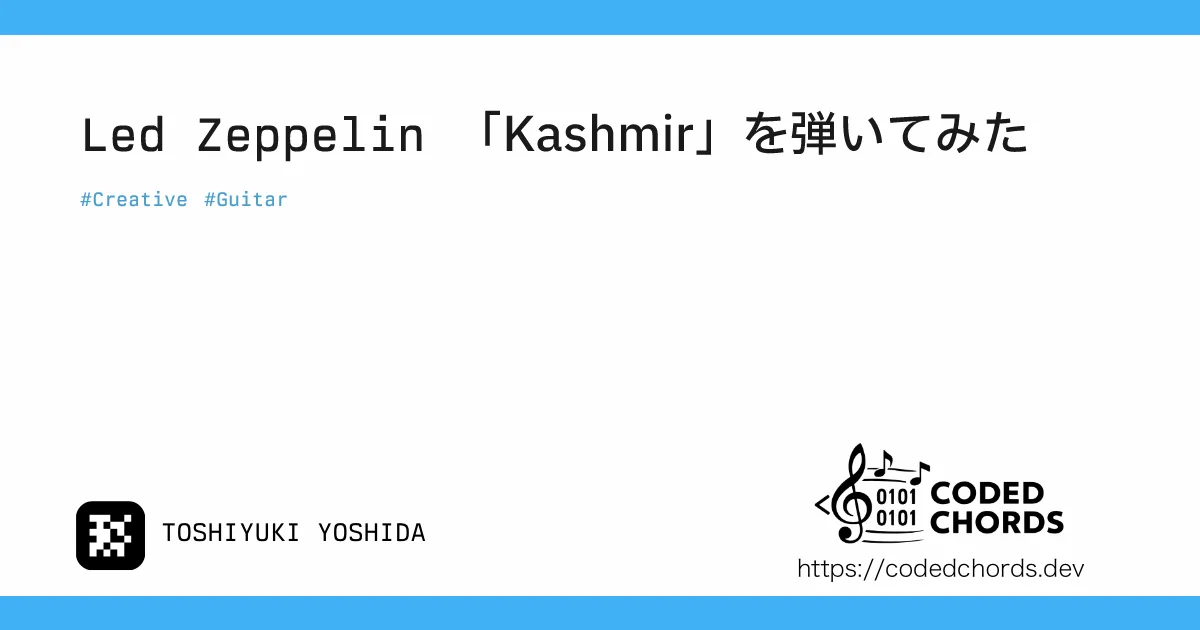 Led Zeppelin 「Kashmir」を弾いてみた
#Creative #Guitar
TOSHIYUKI YOSHIDA
<0101
0101
CODED
CHORDS
https://codedchords.dev